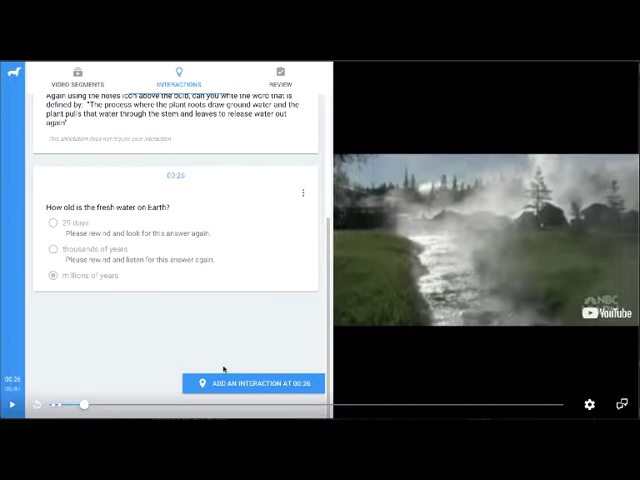 VIDEO SEGMENTS
INTERACTIONS
REVIEW
Again using the notes icon above the bulb, can you write the word that is
defined by: "The process where the plant roots draw ground water and the
plant pulls that water through the stem and leaves to release water out
again"
This annotation does not require user interaction
00:26
How old is the fresh water on Earth?
29 days
Please rewind and look for this answer again.
thousands of years
Please rewind and listen for this answer again.
millions of years
NBC
YouTube
00:26
ADD AN INTERACTION AT 00:26